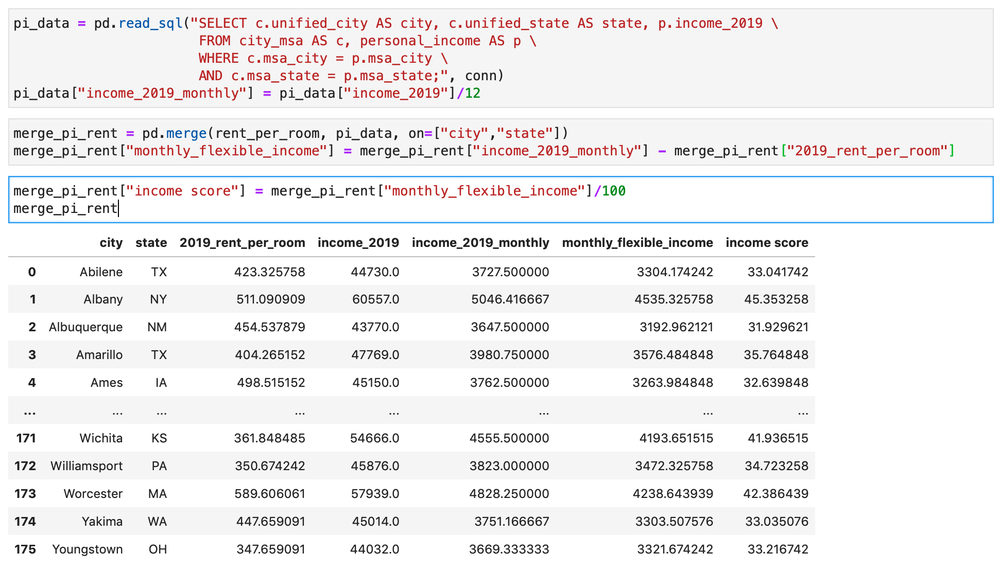 pi_data = pd.read_sql("SELECT c.unified_city AS city, c.unified_state AS state, p.income_2019 \
FROM city_msa AS c, personal_income AS p \
WHERE c.msa_city = p.msa_city \
AND c.msa_state = p.msa_state;", conn)
pi_data["income_2019_monthly"] = pi_data["income_2019"]/12
merge_pi_rent = pd.merge(rent_per_room, pi_data, on=["city","state"])
merge_pi_rent["monthly_flexible_income"] = merge_pi_rent["income_2019_monthly"] - merge_pi_rent["2019_rent_per_room"]
merge_pi_rent["income score"] = merge_pi_rent["monthly_flexible_income"]/100
merge_pi_rent
city state 2019_rent_per_room income_2019 income_2019_monthly monthly_flexible_income income score
0 Abilene TX 423.325758 44730.0 3727.500000 3304.174242 33.041742
1 Albany NY 511.090909 60557.0 5046.416667 4535.325758 45.353258
2 Albuquerque NM 454.537879 43770.0 3647.500000 3192.962121 31.929621
3 Amarillo TX 404.265152 47769.0 3980.750000 3576.484848 35.764848
4 Ames IA 498.515152 45150.0 3762.500000 3263.984848 32.639848
... ... ... ... ... ... ... ...
171 Wichita KS 361.848485 54666.0 4555.500000 4193.651515 41.936515
172 Williamsport PA 350.674242 45876.0 3823.000000 3472.325758 34.723258
173 Worcester MA 589.606061 57939.0 4828.250000 4238.643939 42.386439
174 Yakima WA 447.659091 45014.0 3751.166667 3303.507576 33.035076
175 Youngstown OH 347.659091 44032.0 3669.333333 3321.674242 33.216742